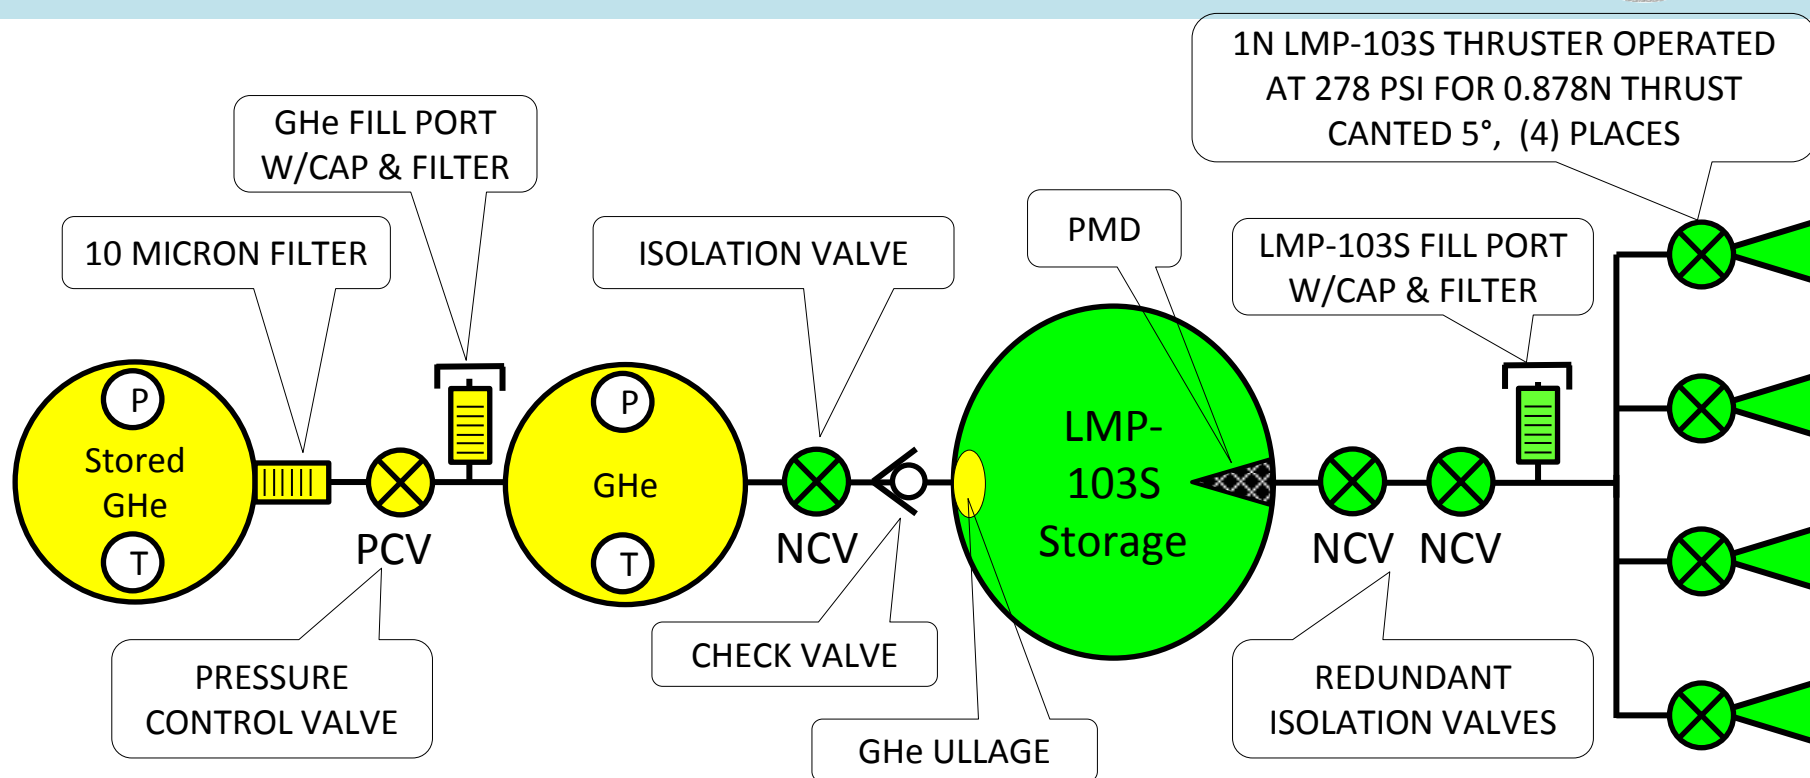 1N LMP-103S THRUSTER OPERATED
AT 278 PSI FOR 0.878N THRUST
CANTED 5°, (4) PLACES
GHe FILL PORT
W/CAP & FILTER
10 MICRON FILTER
ISOLATION VALVE
PMD
LMP-103S FILL PORT
W/CAP & FILTER
P
Stored
GHe
T
PCV
P
GHe
T
NCV
LMP-
103S
Storage
NCV
NCV
PRESSURE
CONTROL VALVE
CHECK VALVE
GHe ULLAGE
REDUNDANT
ISOLATION VALVES